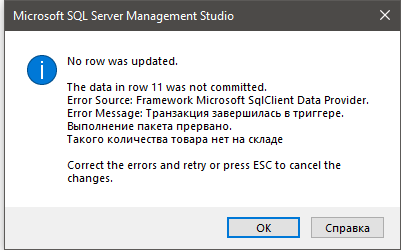 Microsoft SQL Server Management Studio
No row was updated.
The data in row 11 was not committed.
Error Source: Framework Microsoft SqlClient Data Provider.
Error Message: Транзакция завершилась в триггере.
Выполнение пакета прервано.
Такого количества товара нет на складе
Correct the errors and retry or press ESC to cancel the
changes.
OK
Справка